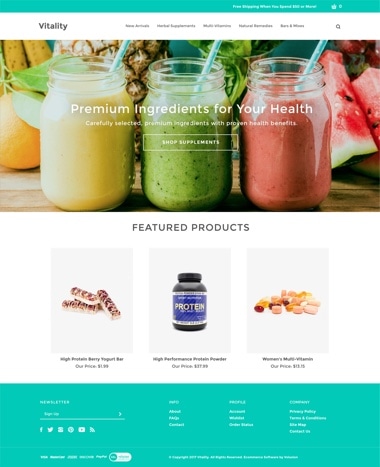 Free Shipping When You Spend $50 or More!
0
Vitality
New Arrivals
Herbal Supplements
Multi-Vitamins
Natural Remedies
Bars & Mixes
Premium Ingredients for Your Health
Carefully selected, premium ingredients with proven health benefits.
SHOP SUPPLEMENTS
FEATURED PRODUCTS
PROTEIN
High Protein Berry Yogurt Bar
Our Price: $1.99
High Performance Protein Powder
Our Price: $37.99
Women's Multi-Vitamin
Our Price: $13.15
NEWSLETTER
Sign Up
INFO
About
FAQs
Contact
PROFILE
Account
Wishlist
Order Status
COMPANY
Privacy Policy
Terms & Conditions
Site Map
Contact Us
VISA
PayPal
© Copyright 2017 Vitality. All Rights Reserved. Ecommerce Software by Volusion